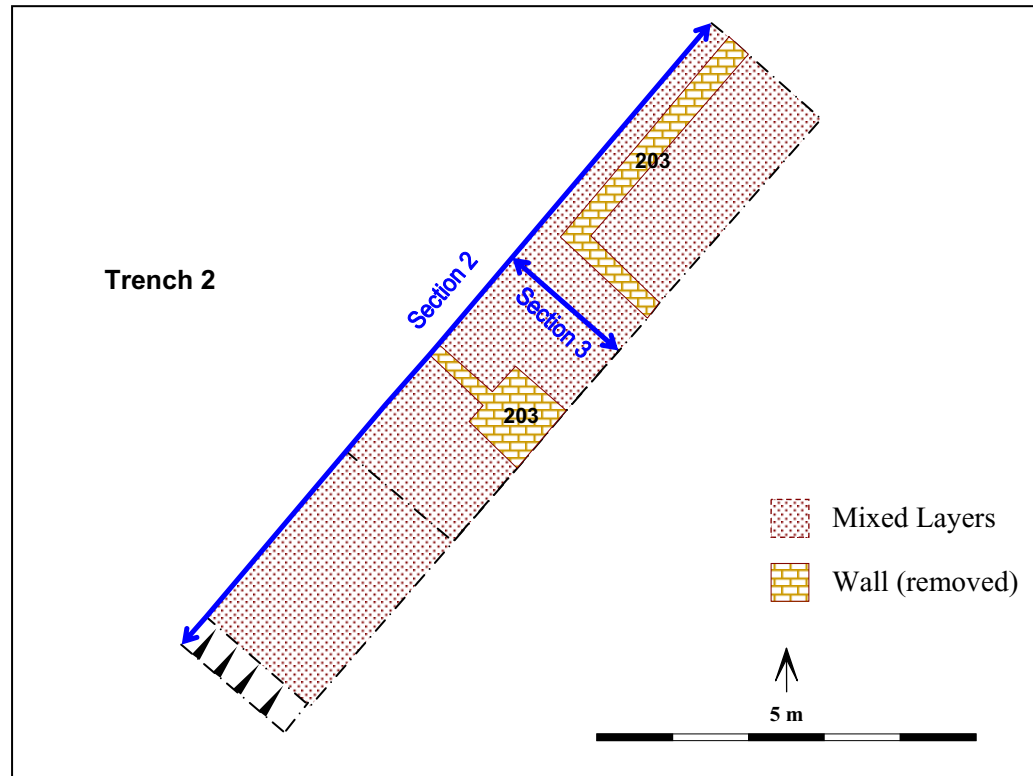 203
Trench 2
Section 2
Section 3
203
Mixed Layers
Wall (removed)
5 m